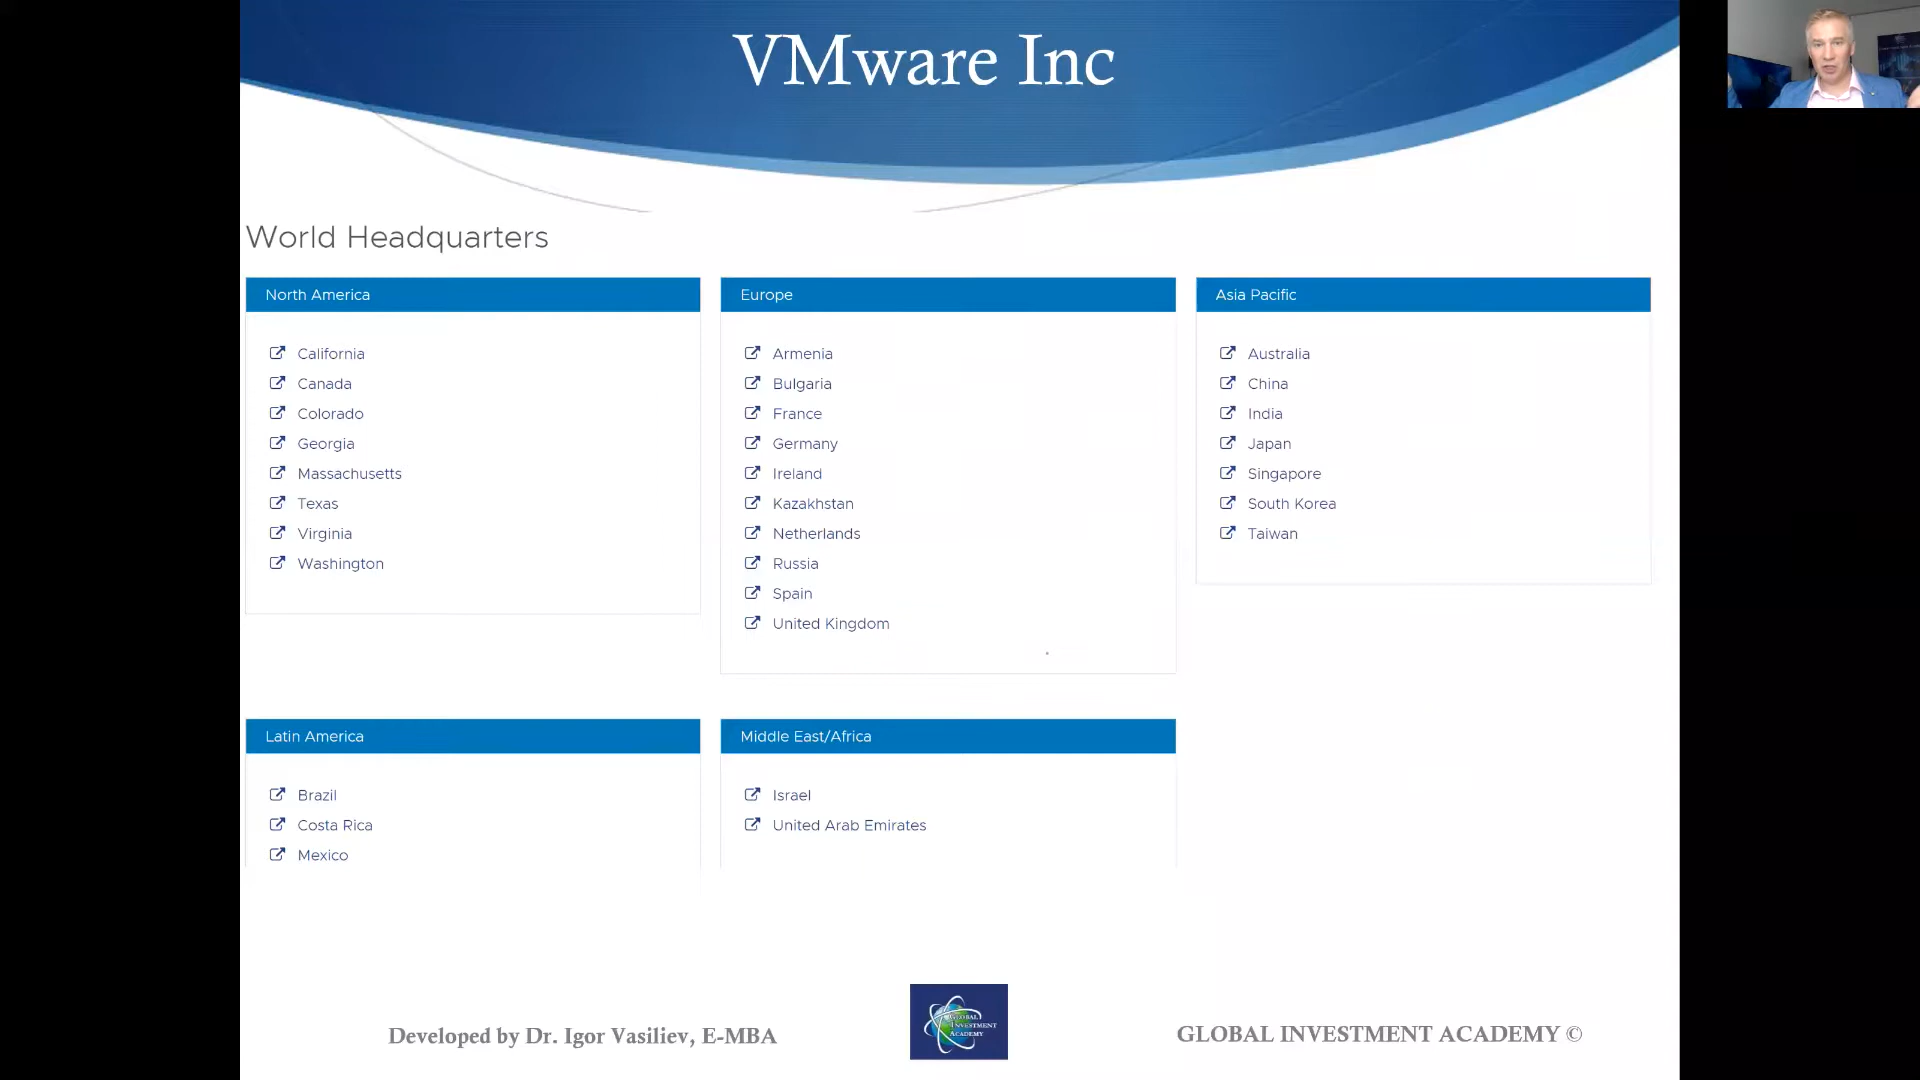 VMware Inc
World Headquarters
North America
California
Canada
Colorado
Georgia
Massachusetts
Texas
Virginia
Washington
Europe
Armenia
Bulgaria
France
Germany
Ireland
Kazakhstan
Netherlands
Russia
Spain
United Kingdom
Asia Pacific
Australia
China
India
Japan
Singapore
South Korea
Taiwan
Latin America
Brazil
Costa Rica
Mexico
Middle East/Africa
Israel
United Arab Emirates
Developed by Dr. Igor Vasiliev, E-MBA
GLOBAL
INVESTMENT
ACADEMY
GLOBAL INVESTMENT ACADEMY ©